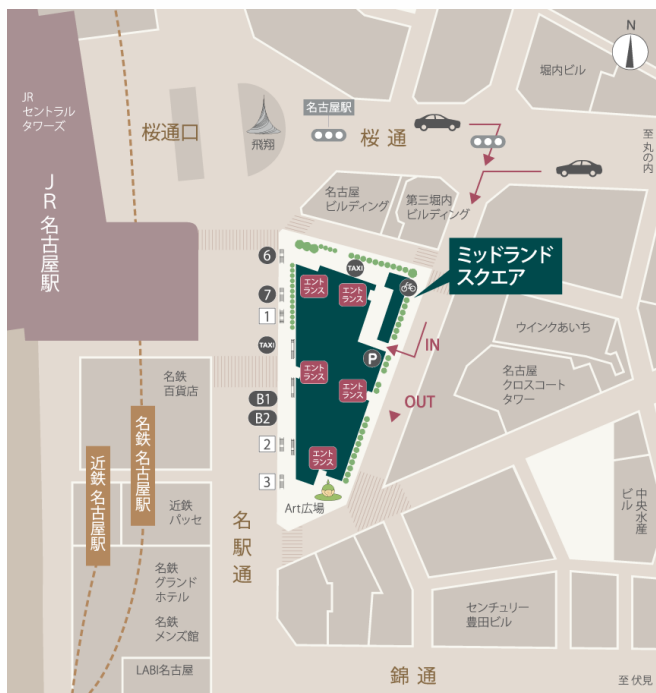 N
堀内ビル
至 丸の内
JR
セントラル
タワーズ
桜通口
飛翔
名古屋駅
桜 通
JR 名古屋駅
名古屋
ビルディング
第三堀内
ビルディング
ミッドランド
スクエア
6
7
1
TAXI
B1
B2
2
3
TAXI
エント
ランス
エント
ランス
エント
ランス
エント
ランス
エント
ランス
P
IN
OUT
ウインクあいち
名古屋
クロスコート
タワー
名鉄
百貨店
名鉄 名古屋駅
近鉄 名古屋駅
近鉄
パッセ
名鉄
グランド
ホテル
名鉄
メンズ館
LABI名古屋
名 駅 通
Art広場
中央水産
ビル
センチュリー
豊田ビル
錦 通
至 伏見